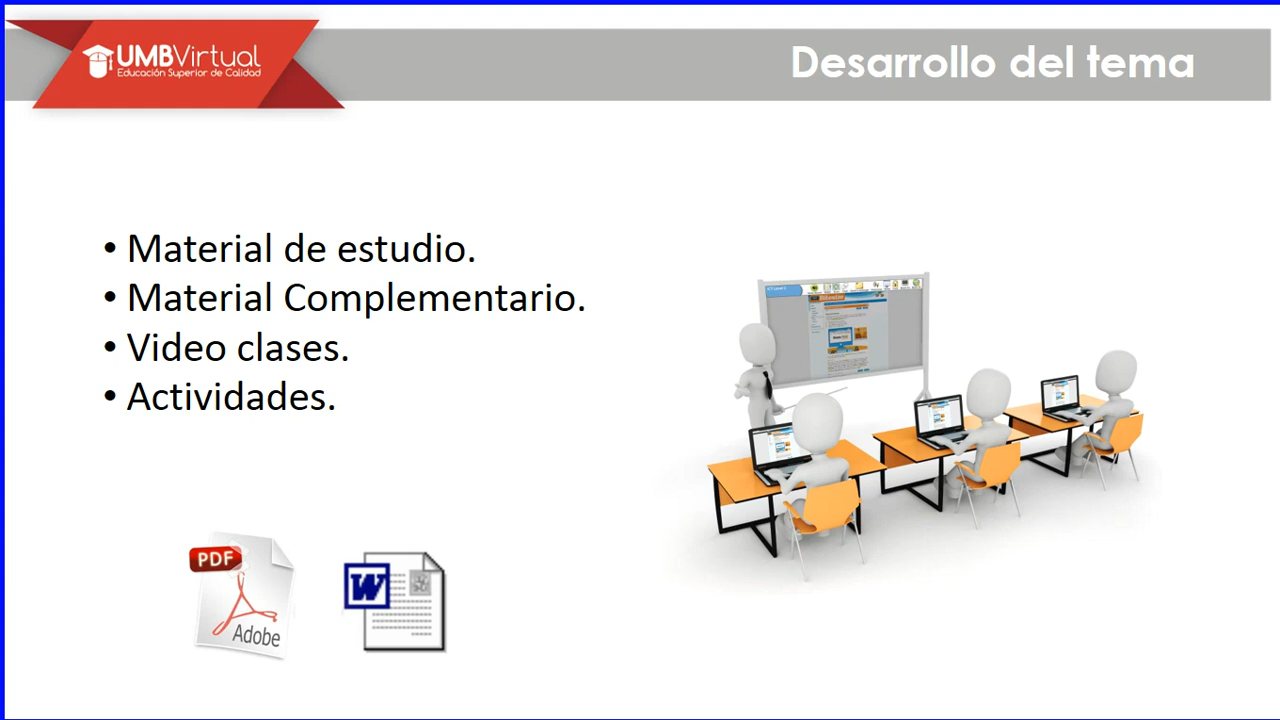 UMBVirtual
Educación Superior de Calidad
Desarrollo del tema
• Material de estudio.
• Material Complementario.
• Video clases.
• Actividades.
PDF
Adobe
W